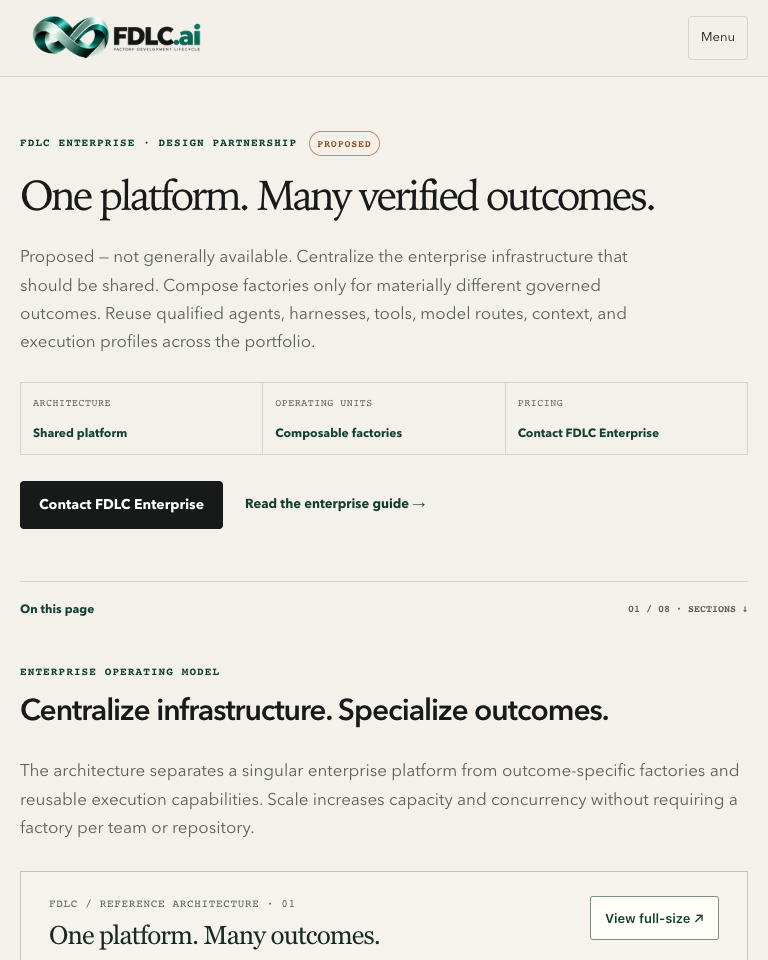 FDLC.ai
FACTORY DEVELOPMENT LIFECYCLE
Menu
FDLC ENTERPRISE · DESIGN PARTNERSHIP PROPOSED
One platform. Many verified outcomes.
Proposed — not generally available. Centralize the enterprise infrastructure that
should be shared. Compose factories only for materially different governed
outcomes. Reuse qualified agents, harnesses, tools, model routes, context, and
execution profiles across the portfolio.
ARCHITECTURE
Shared platform
OPERATING UNITS
Composable factories
PRICING
Contact FDLC Enterprise
Contact FDLC Enterprise
Read the enterprise guide →
On this page
01 / 08 · SECTIONS ↓
ENTERPRISE OPERATING MODEL
Centralize infrastructure. Specialize outcomes.
The architecture separates a singular enterprise platform from outcome-specific factories and
reusable execution capabilities. Scale increases capacity and concurrency without requiring a
factory per team or repository.
FDLC / REFERENCE ARCHITECTURE · 01
One platform. Many outcomes.
View full-size ↗